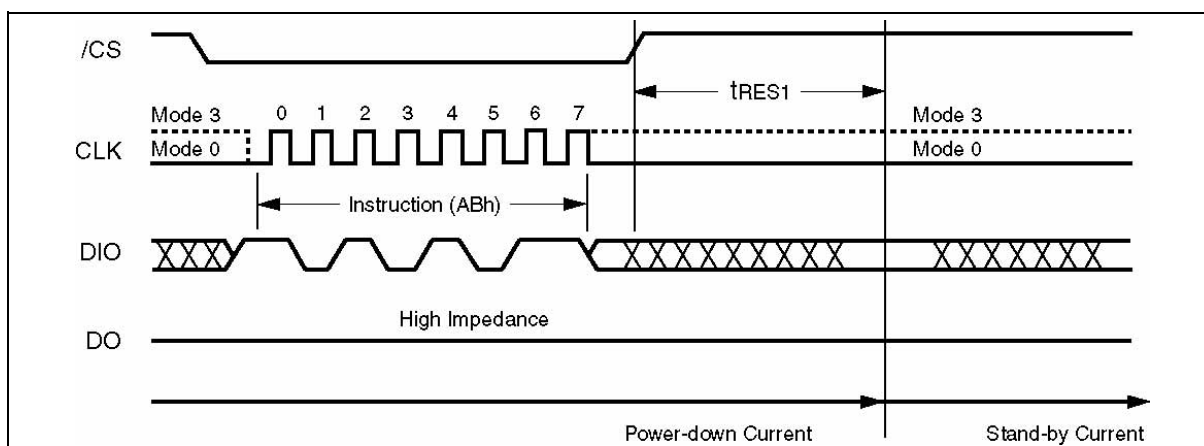 /CS
tRES1
Mode 3 0 1 2 3 4 5 6 7 Mode 3
CLK
Mode 0 Mode 0
Instruction (ABh)
DIO
High Impedance
DO
Power-down Current Stand-by Current